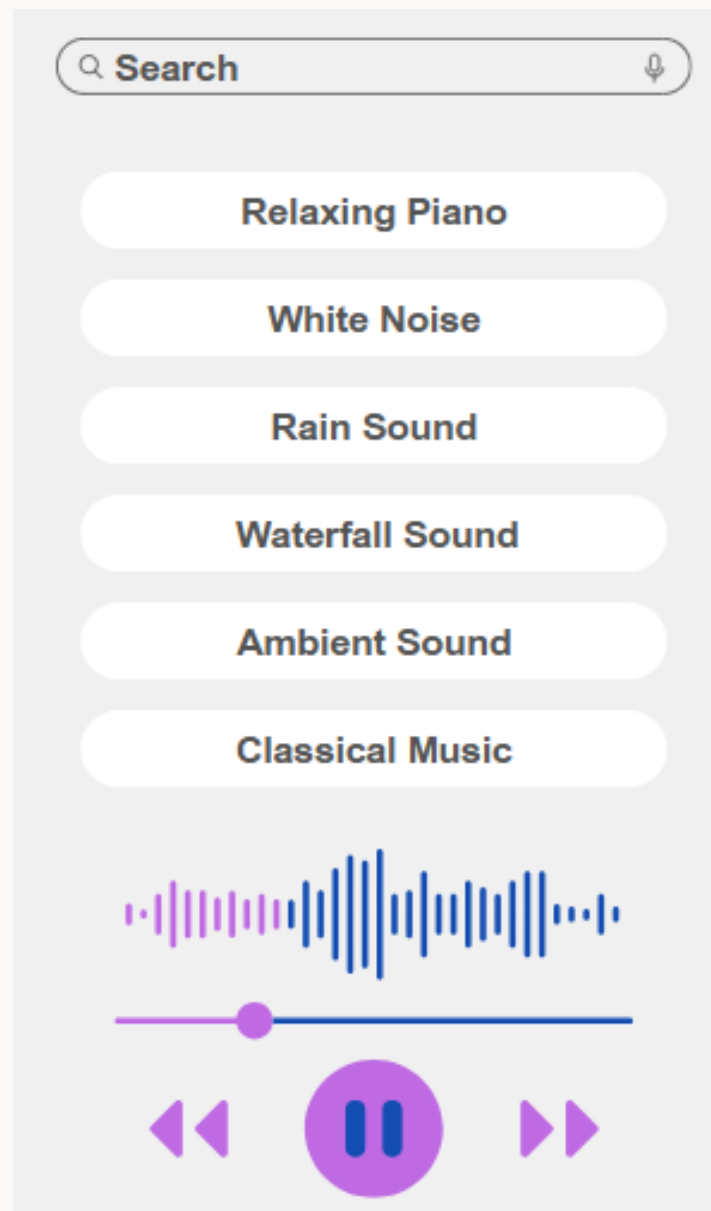 Search
Relaxing Piano
White Noise
Rain Sound
Waterfall Sound
Ambient Sound
Classical Music